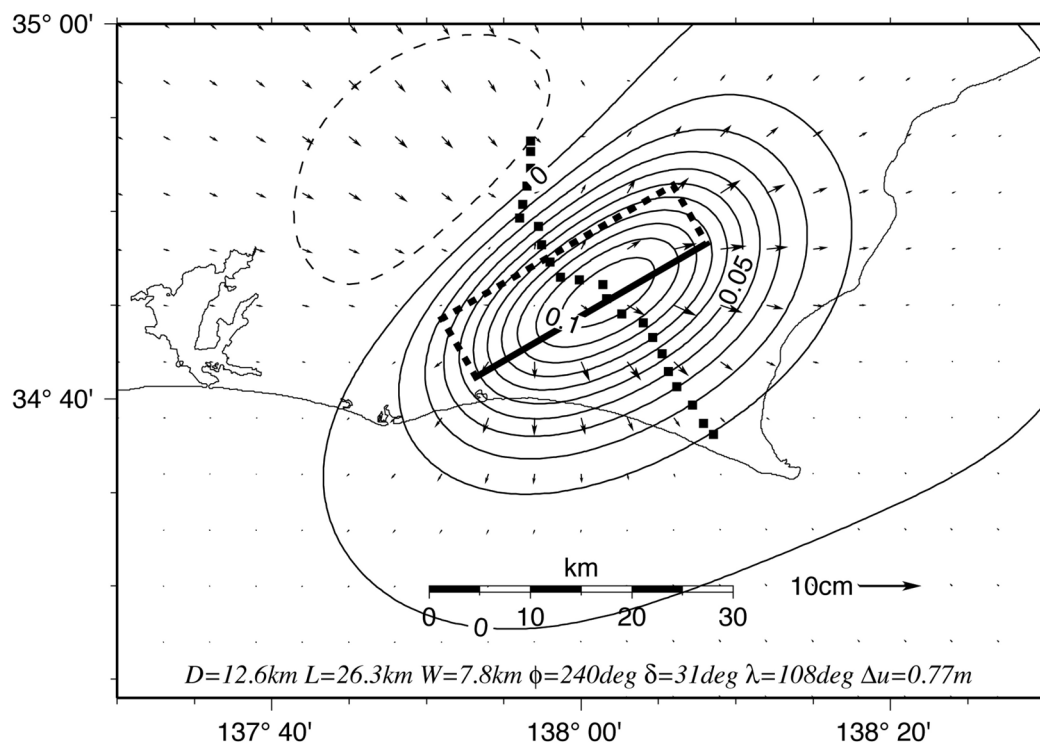 35° 00'
0
0.05
0.1
34° 40'
km
10cm
0 10 20 30
0
D=12.6km L=26.3km W=7.8km ϕ=240deg δ=31deg λ=108deg Δu=0.77m
137° 40' 138° 00' 138° 20'